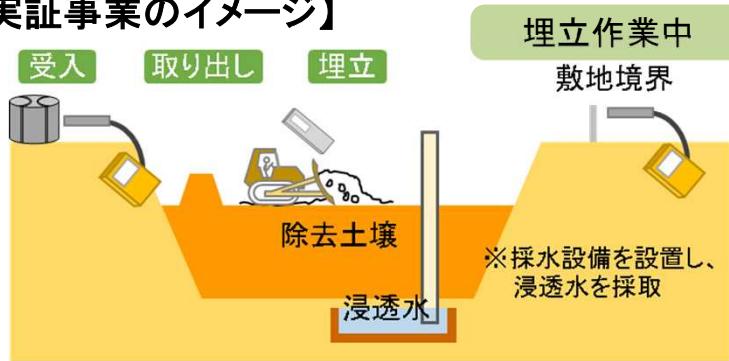 実証事業のイメージ】
埋立作業中
受入
取り出し
埋立
敷地境界
除去土壌
※採水設備を設置し、
浸透水を採取
浸透水